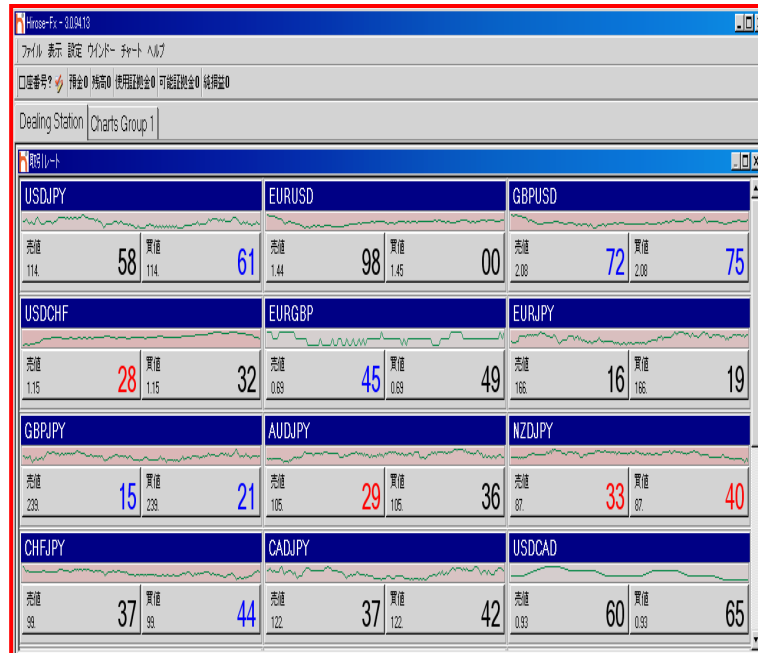 Hirose-Fx - 3.0.94.13
ファイル 表示 設定 ウインドー チャート ヘルプ
口座番号? 預金0 残高0 使用証拠金0 可能証拠金0 純損益0
Dealing Station Charts Group 1
取引レート
USDJPY EURUSD GBPUSD
売値 買値 売値 買値 売値 買値
114. 58 114. 61 1.44 98 1.45 00 2.08 72 2.08 75
USDCHF EURGBP EURJPY
売値 買値 売値 買値 売値 買値
1.15 28 1.15 32 0.69 45 0.69 49 166. 16 166. 19
GBPJPY AUDJPY NZDJPY
売値 買値 売値 買値 売値 買値
239. 15 239. 21 105. 29 105. 36 87. 33 87. 40
CHFJPY CADJPY USDCAD
売値 買値 売値 買値 売値 買値
99. 37 99. 44 122. 37 122. 42 0.93 60 0.93 65